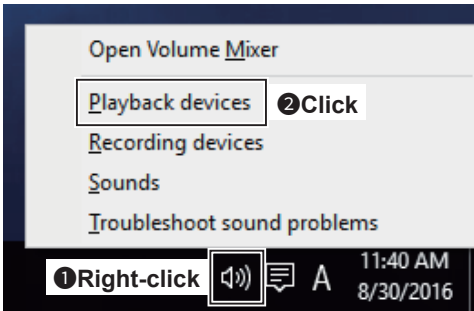 Open Volume Mixer
Playback devices
❷Click
Recording devices
Sounds
Troubleshoot sound problems
❶Right-click
A
11:40 AM
8/30/2016